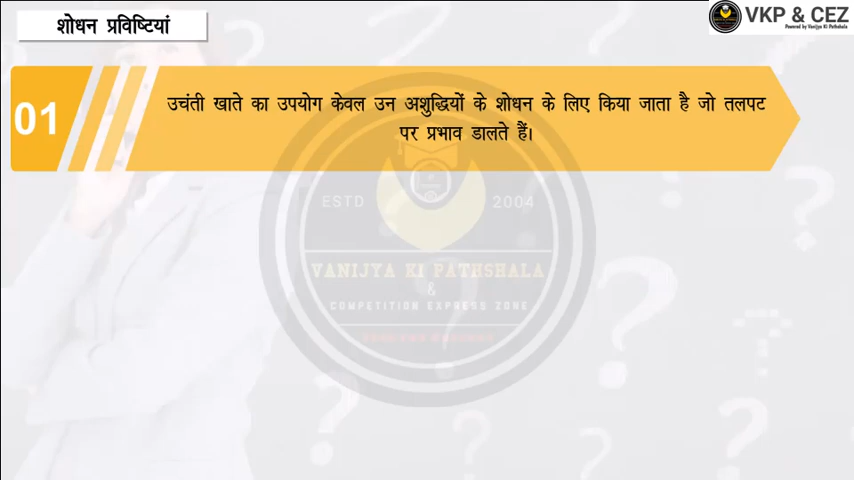 शोधन प्रविष्टियां
VKP & CEZ
Powered by Vanijya Ki Pathshala
01
उचंती खाते का उपयोग केवल उन अशुद्धियों के शोधन के लिए किया जाता है जो तलपट
पर प्रभाव डालते हैं।
ESTD 2004
VANIJYA KI PATHSHALA
&
COMPETITION EXPRESS ZONE